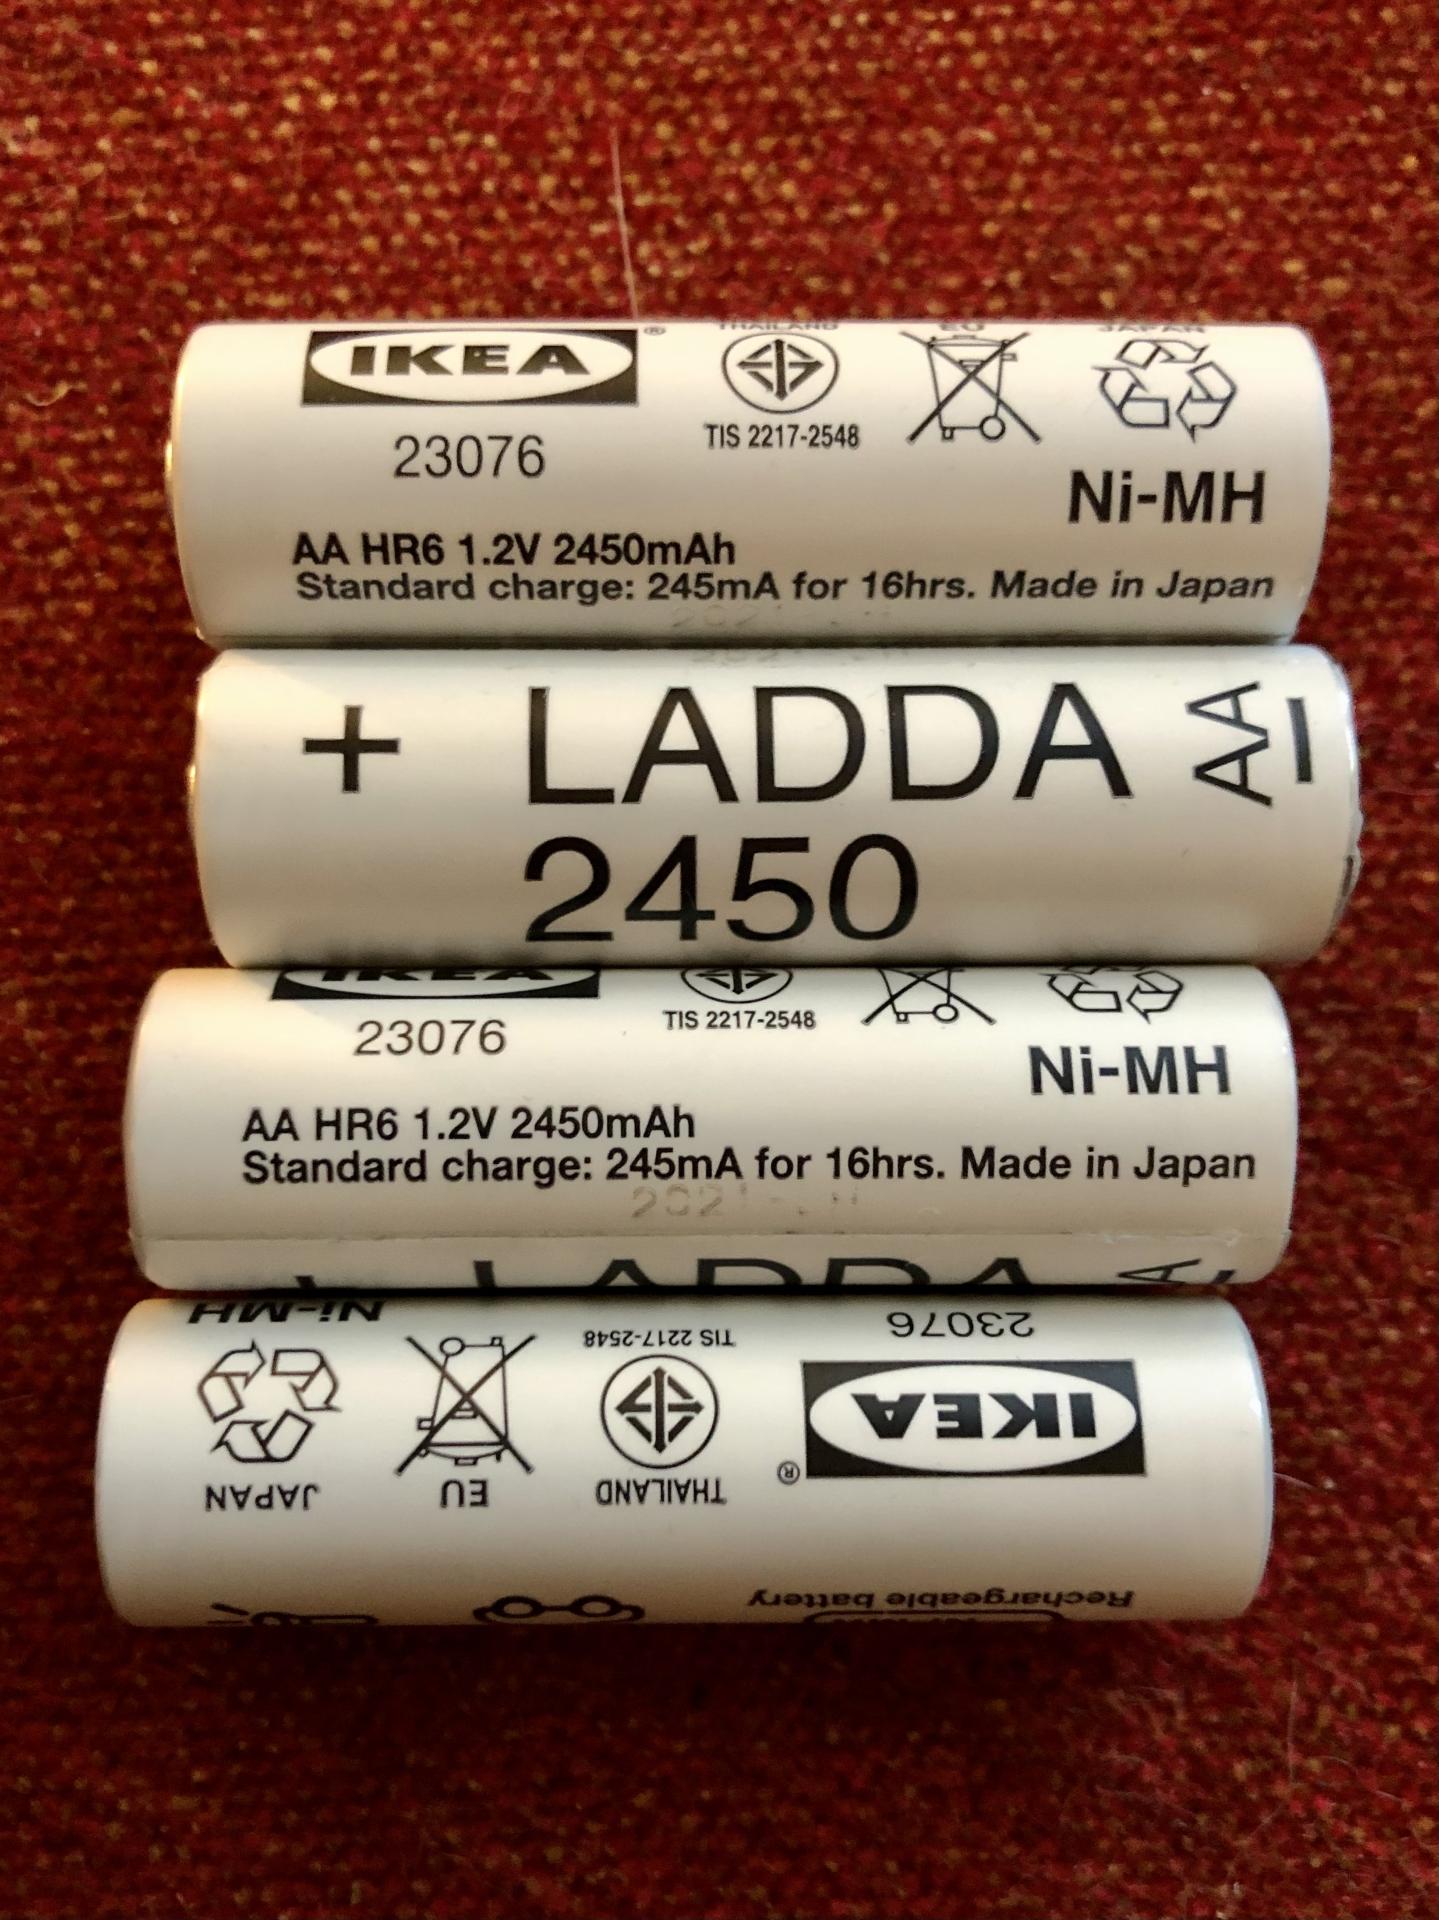 IKEA®
THAILAND
EU
JAPAN
TIS 2217-2548
23076
Ni-MH
AA HR6 1.2V 2450mAh
Standard charge: 245mA for 16hrs. Made in Japan
+ LADDA AA −
2450
IKEA
TIS 2217-2548
23076
Ni-MH
AA HR6 1.2V 2450mAh
Standard charge: 245mA for 16hrs. Made in Japan
+ LADDA
Rechargeable battery
IKEA®
THAILAND
EU
JAPAN
TIS 2217-2548
23076
Ni-MH